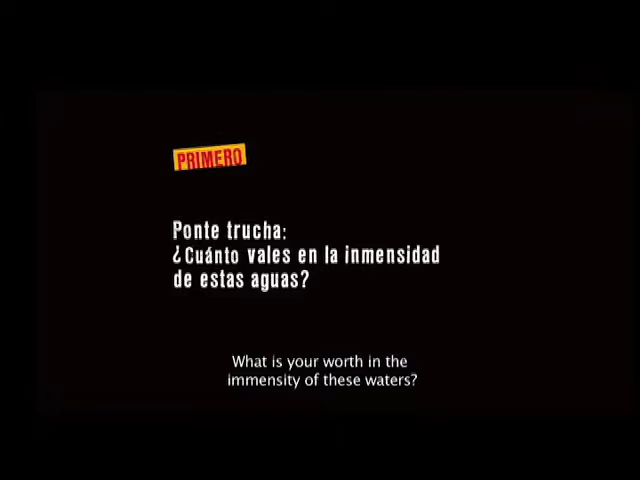 PRIMERO
Ponte trucha:
¿Cuánto vales en la inmensidad
de estas aguas?
What is your worth in the
immensity of these waters?